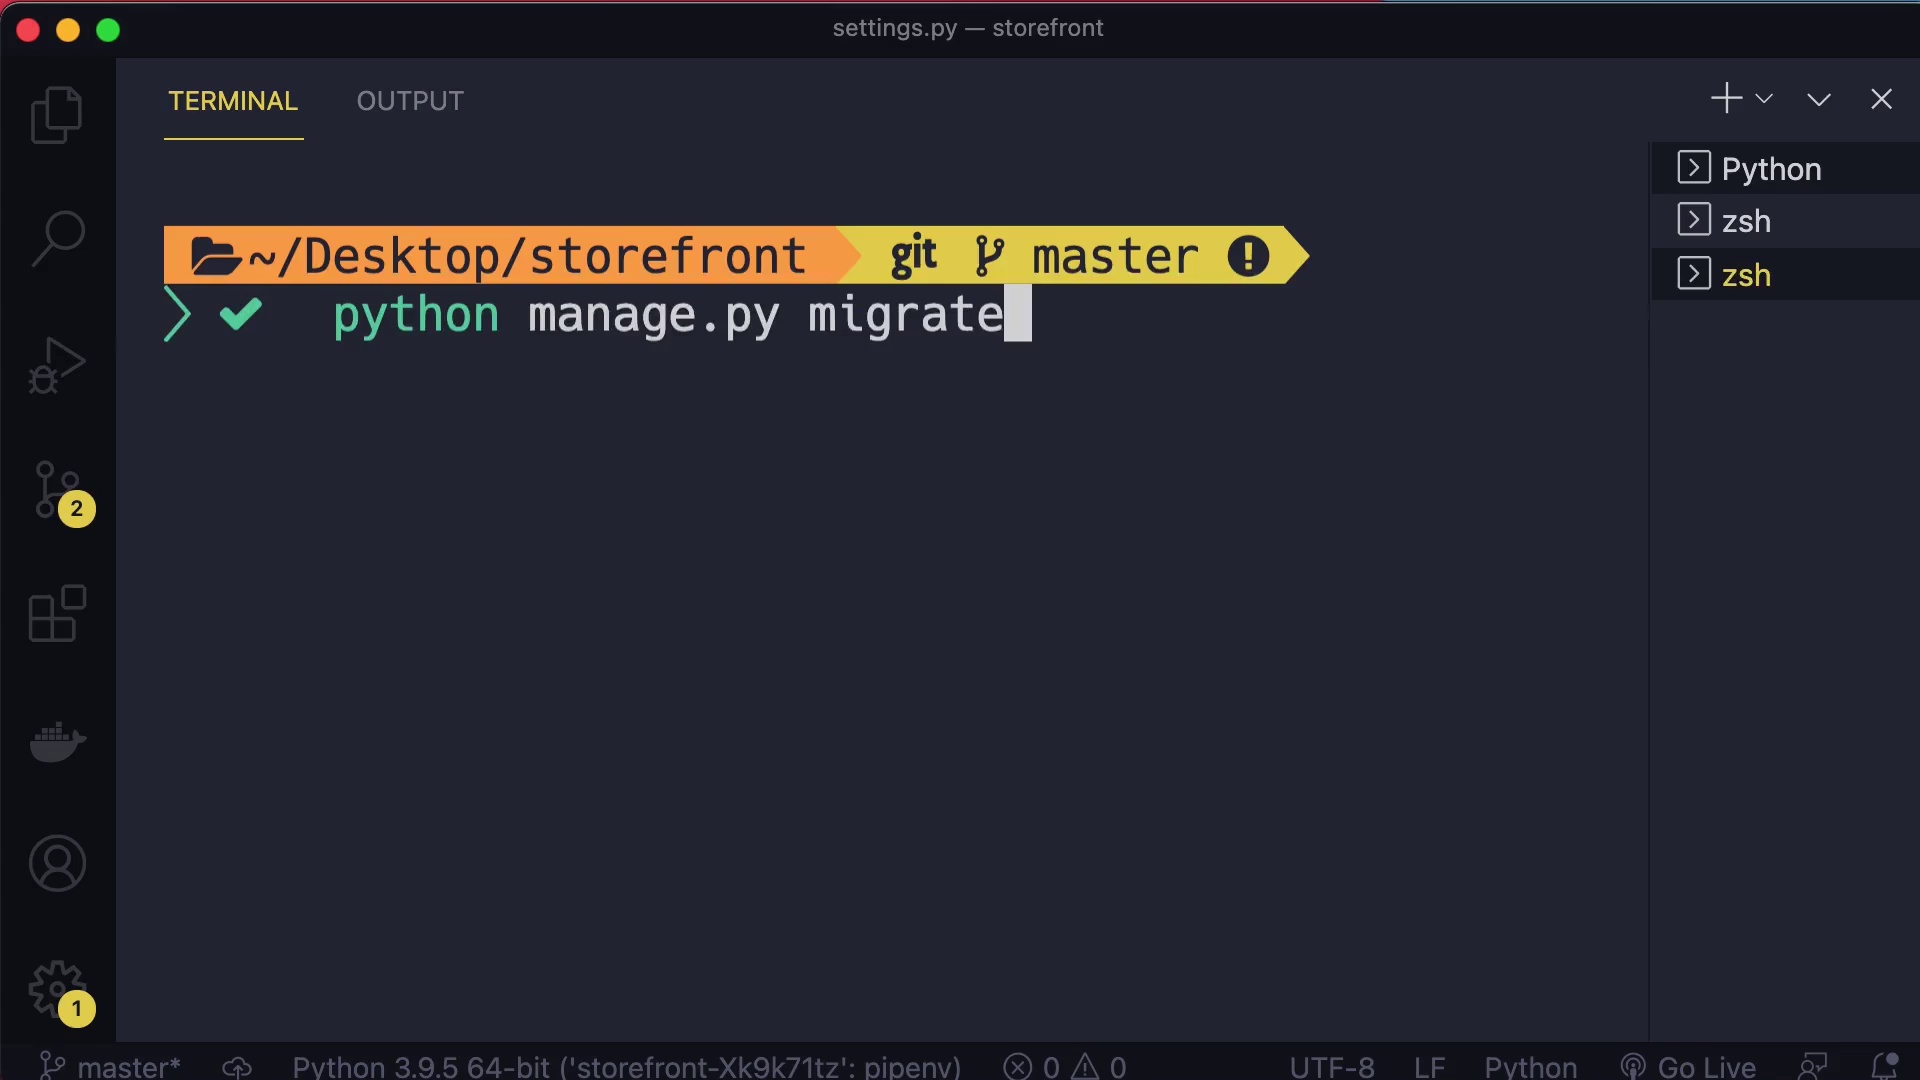 settings.py — storefront
TERMINAL OUTPUT
Python
zsh
zsh
~/Desktop/storefront git master
python manage.py migrate
2
1
master* Python 3.9.5 64-bit ('storefront-Xk9k71tz': pipenv) 0 0 UTF-8 LF Python Go Live